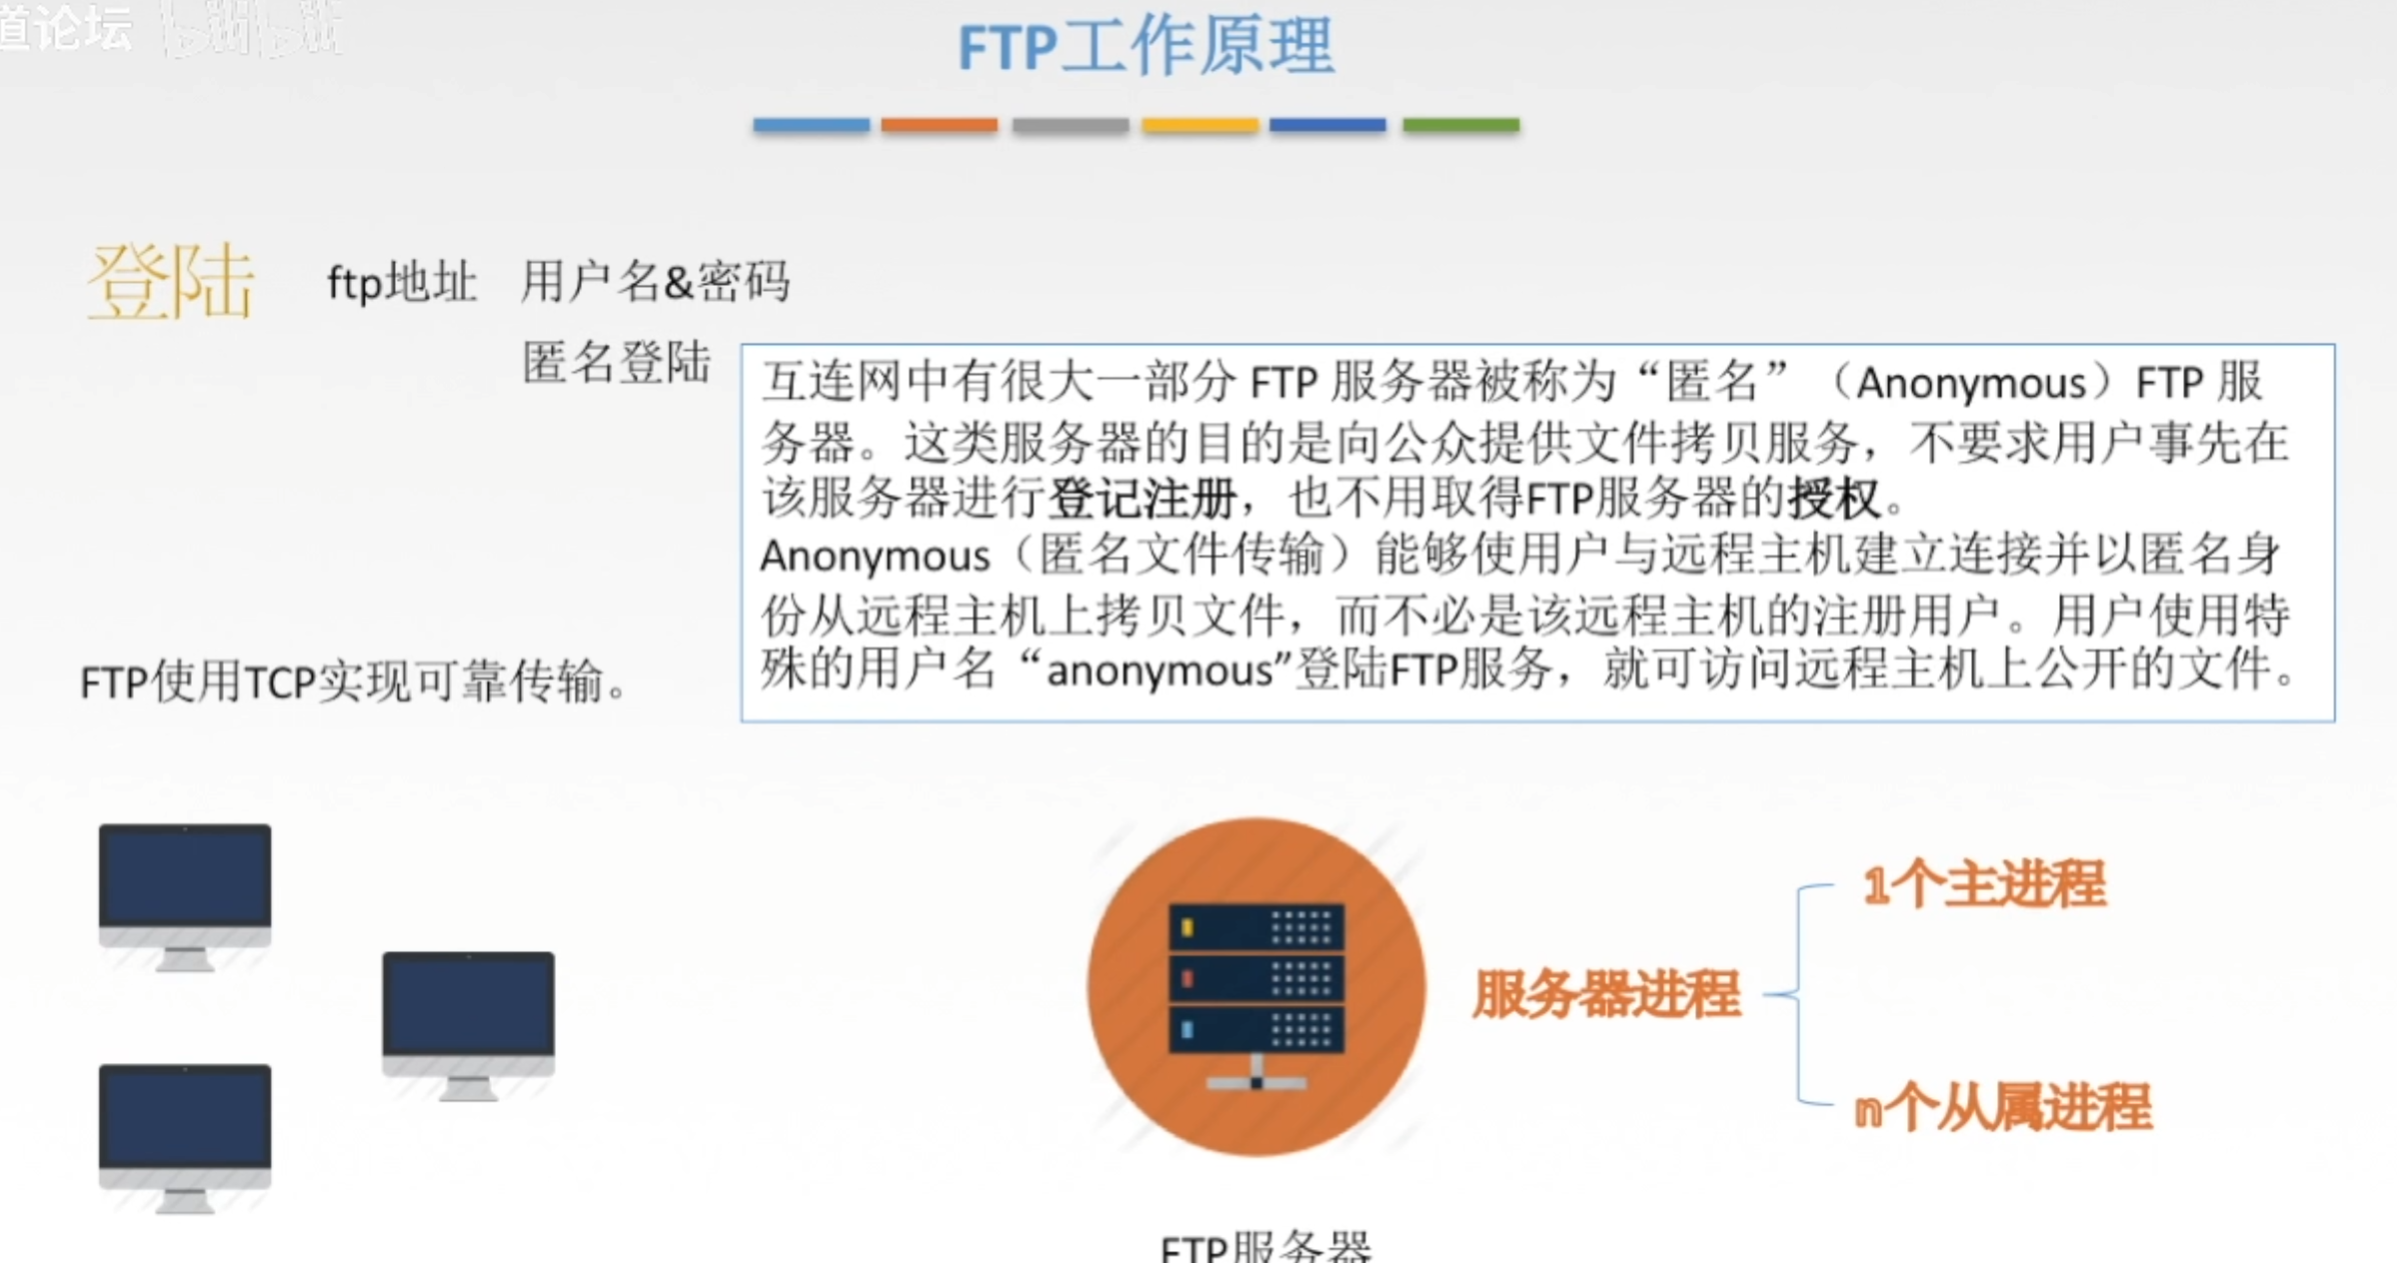 道论坛 bilibili
FTP工作原理
登陆 ftp地址 用户名&密码
匿名登陆
互连网中有很大一部分 FTP 服务器被称为“匿名”（Anonymous）FTP 服
务器。这类服务器的目的是向公众提供文件拷贝服务，不要求用户事先在
该服务器进行登记注册，也不用取得FTP服务器的授权。
Anonymous（匿名文件传输）能够使用户与远程主机建立连接并以匿名身
份从远程主机上拷贝文件，而不必是该远程主机的注册用户。用户使用特
殊的用户名“anonymous”登陆FTP服务，就可访问远程主机上公开的文件。
FTP使用TCP实现可靠传输。
1个主进程
服务器进程
n个从属进程
FTP服务器